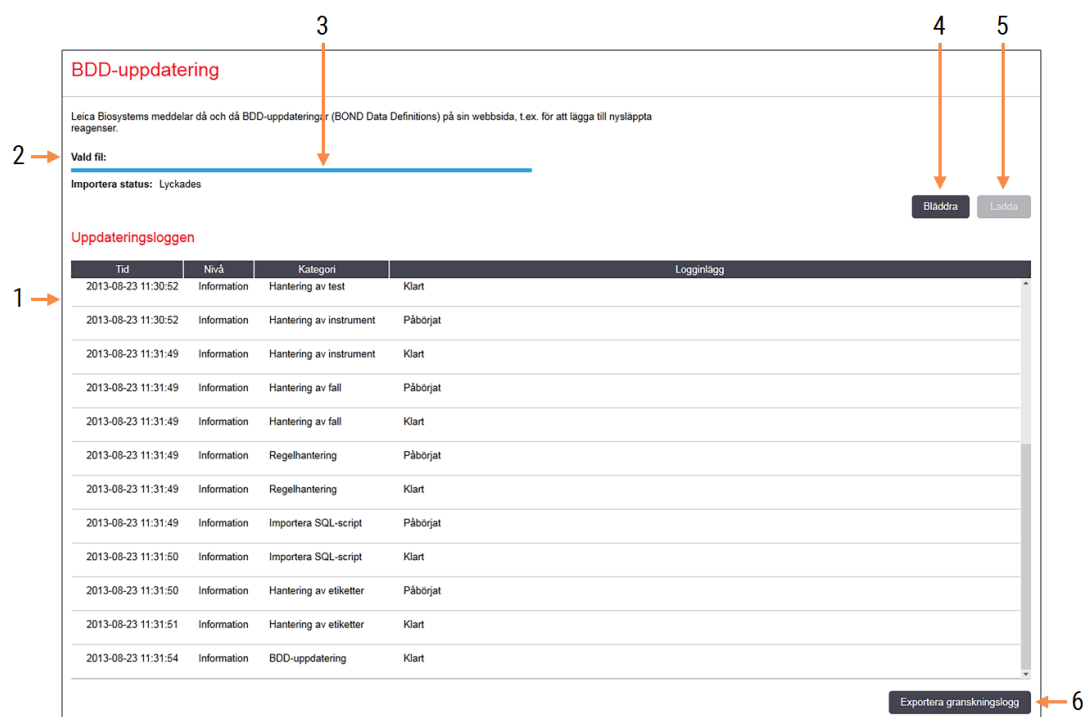 3 4 5
BDD-uppdatering
Leica Biosystems meddelar då och då BDD-uppdateringar (BOND Data Definitions) på sin webbsida, t.ex. för att lägga till nysläppta
reagenser.
2 Vald fil:
Importera status: Lyckades
Bläddra Ladda
Uppdateringsloggen
Tid Nivå Kategori Logginlägg
1 2013-08-23 11:30:52 Information Hantering av test Klart
2013-08-23 11:30:52 Information Hantering av instrument Påbörjat
2013-08-23 11:31:49 Information Hantering av instrument Klart
2013-08-23 11:31:49 Information Hantering av fall Påbörjat
2013-08-23 11:31:49 Information Hantering av fall Klart
2013-08-23 11:31:49 Information Regelhantering Påbörjat
2013-08-23 11:31:49 Information Regelhantering Klart
2013-08-23 11:31:49 Information Importera SQL-script Påbörjat
2013-08-23 11:31:50 Information Importera SQL-script Klart
2013-08-23 11:31:50 Information Hantering av etiketter Påbörjat
2013-08-23 11:31:51 Information Hantering av etiketter Klart
2013-08-23 11:31:54 Information BDD-uppdatering Klart
Exportera granskningslogg 6